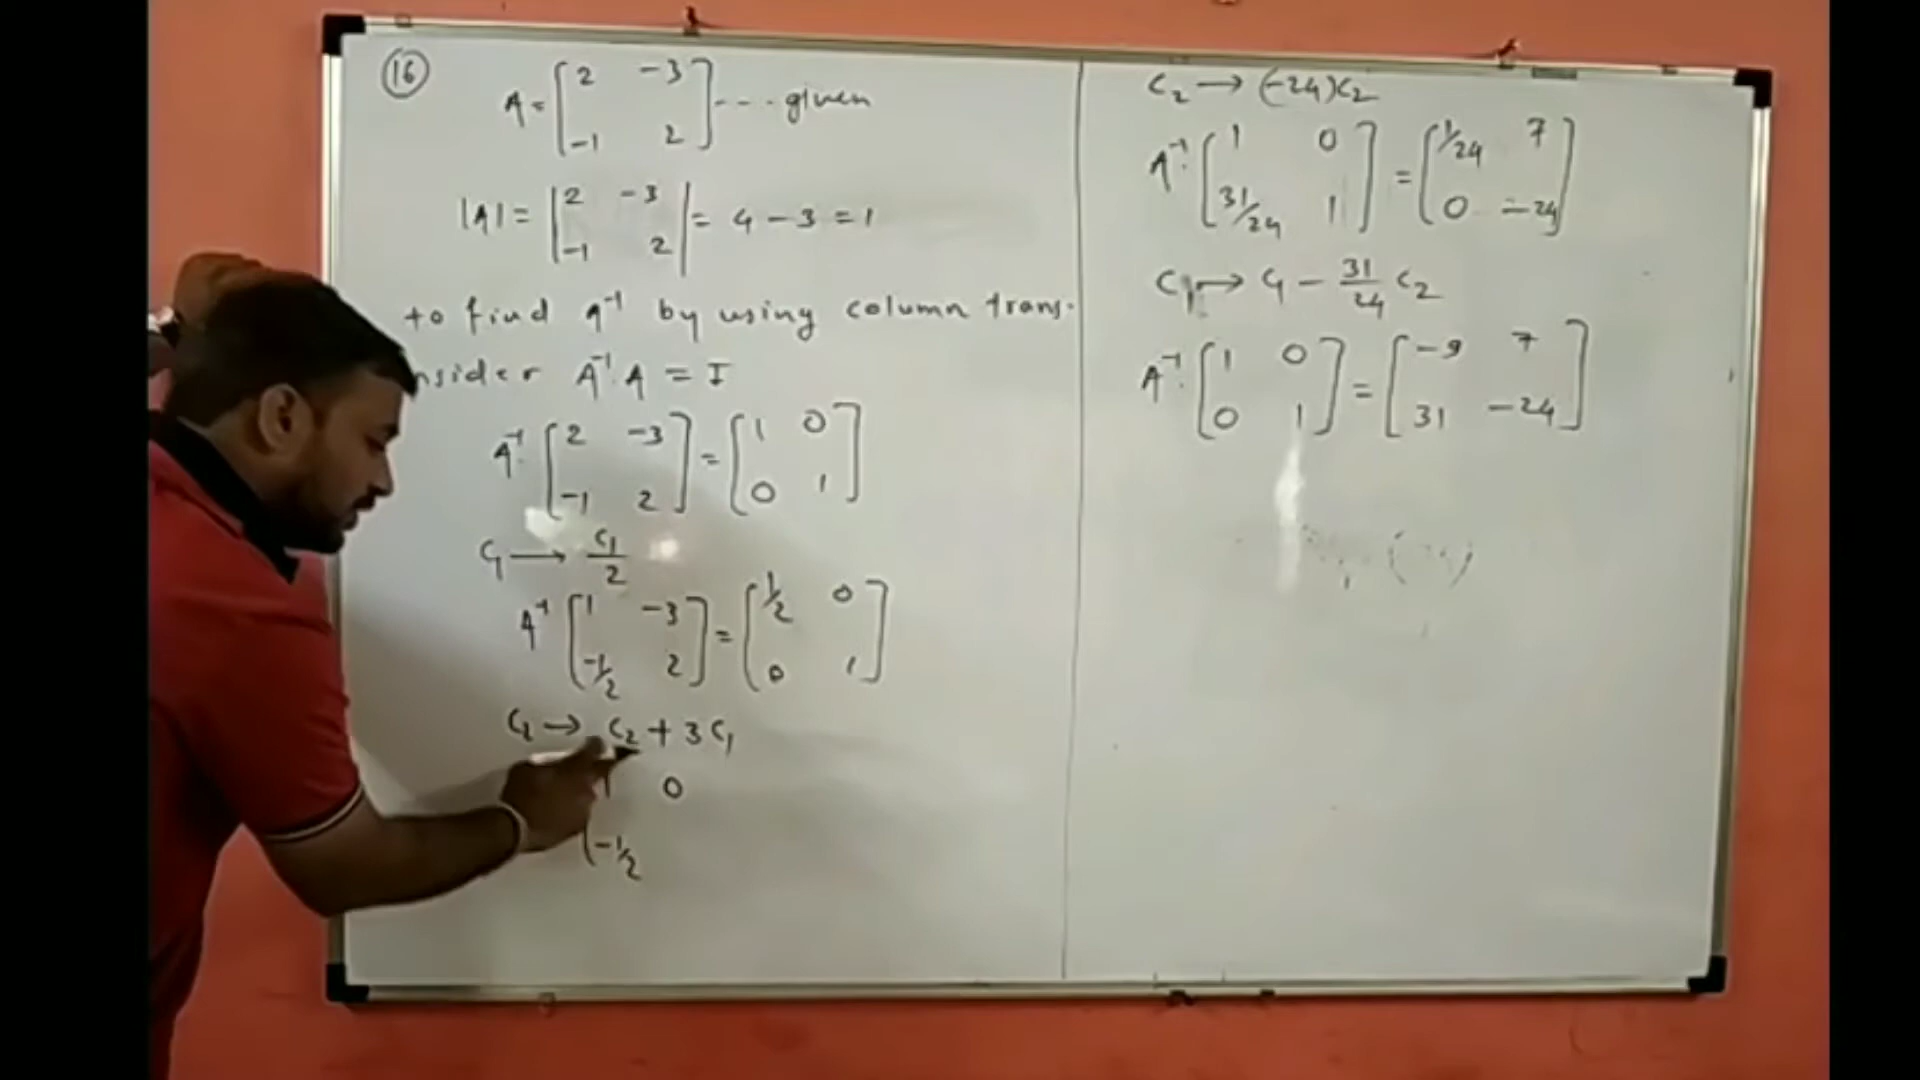 (16)
A = [2 -3] --- given
[-1 2]
|A| = |2 -3| = 4 - 3 = 1
|-1 2|
to find A⁻¹ by using column trans.
nsider A⁻¹. A = I
A⁻¹. [2 -3] = [1 0]
[-1 2] [0 1]
C₁ → C₁/2
A⁻¹ [1 -3] = [1/2 0]
[-1/2 2] [0 1]
C₂ → C₂ + 3C₁
1 0
-1/2
C₂ → (-24)C₂
A⁻¹. [1 0] = [1/24 7]
[31/24 1] [0 -24]
C₁ → C₁ - 31/24 C₂
A⁻¹. [1 0] = [-9 7]
[0 1] [31 -24]